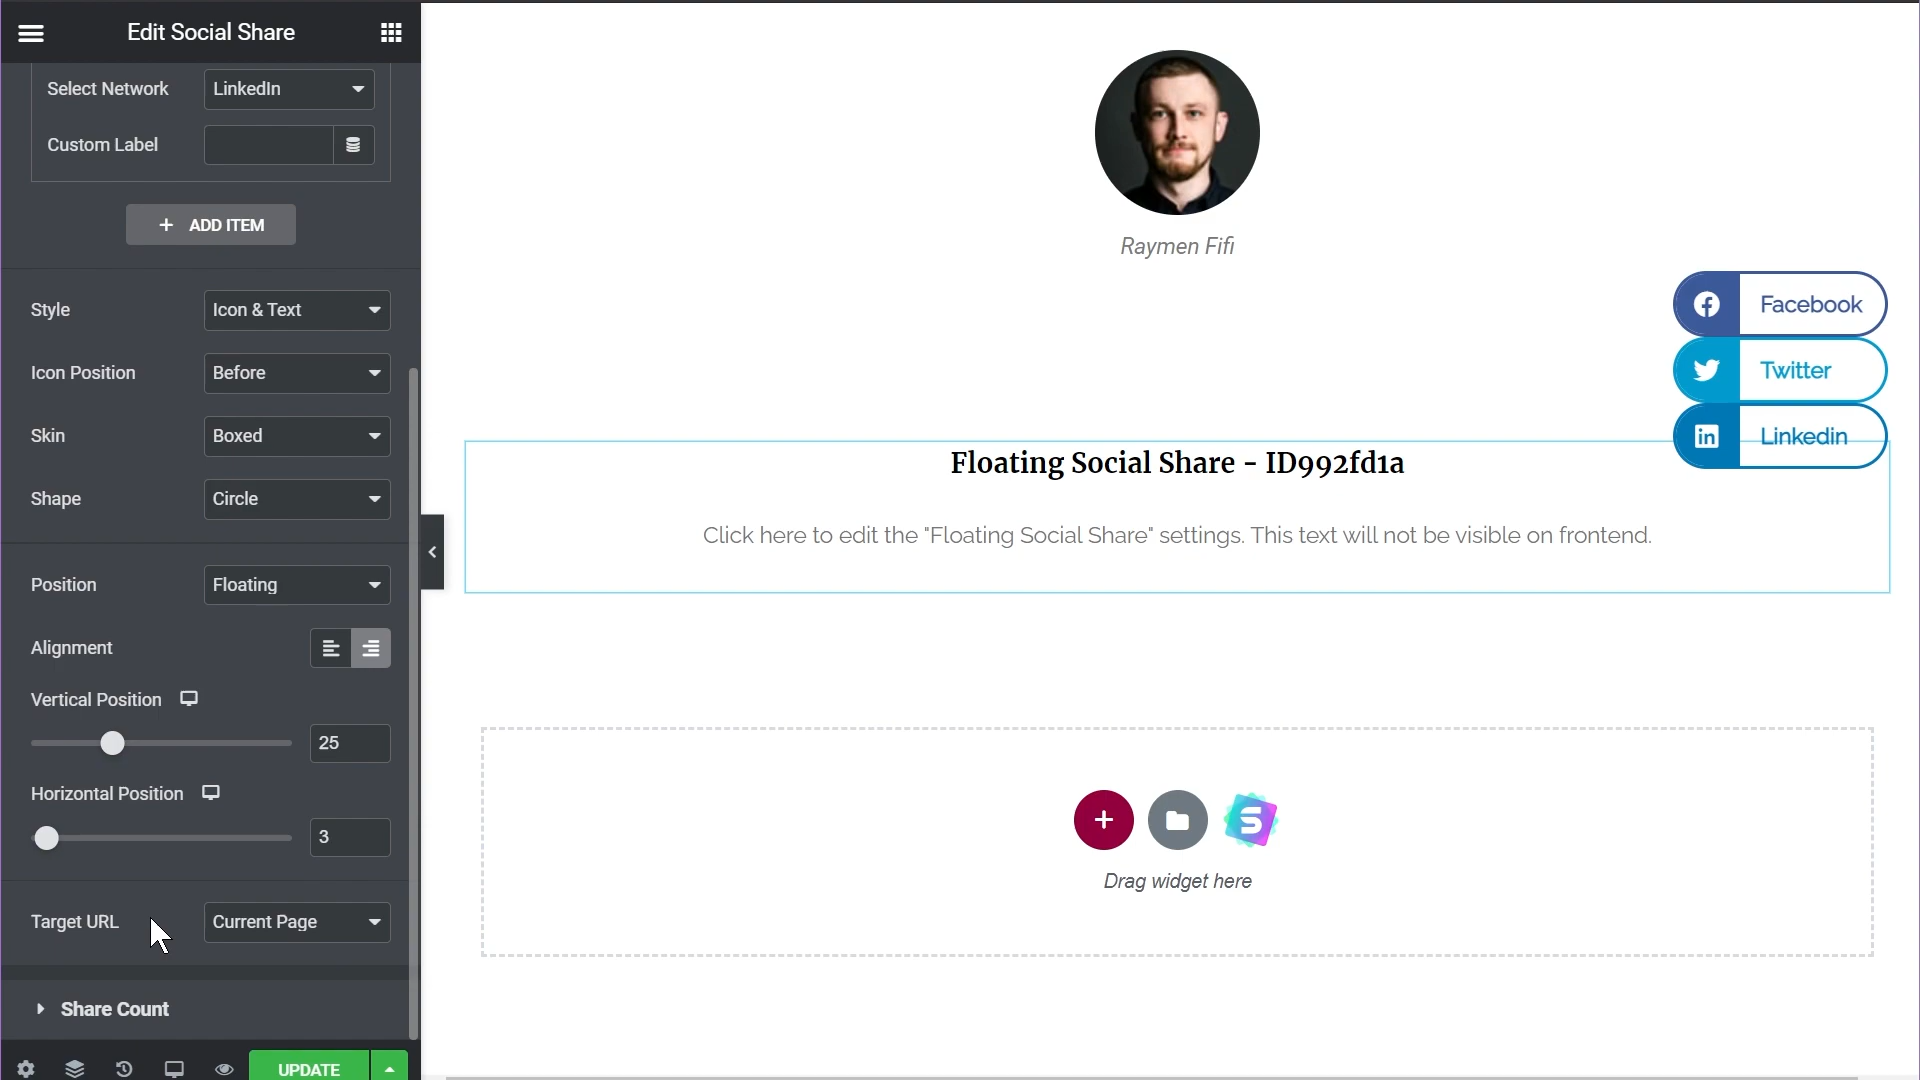 Edit Social Share
Select Network LinkedIn
Custom Label
+ ADD ITEM
Style Icon & Text
Icon Position Before
Skin Boxed
Shape Circle
Position Floating
Alignment
Vertical Position
25
Horizontal Position
3
Target URL Current Page
Share Count
UPDATE
Raymen Fifi
Facebook
Twitter
Linkedin
Floating Social Share - ID992fd1a
Click here to edit the "Floating Social Share" settings. This text will not be visible on frontend.
Drag widget here